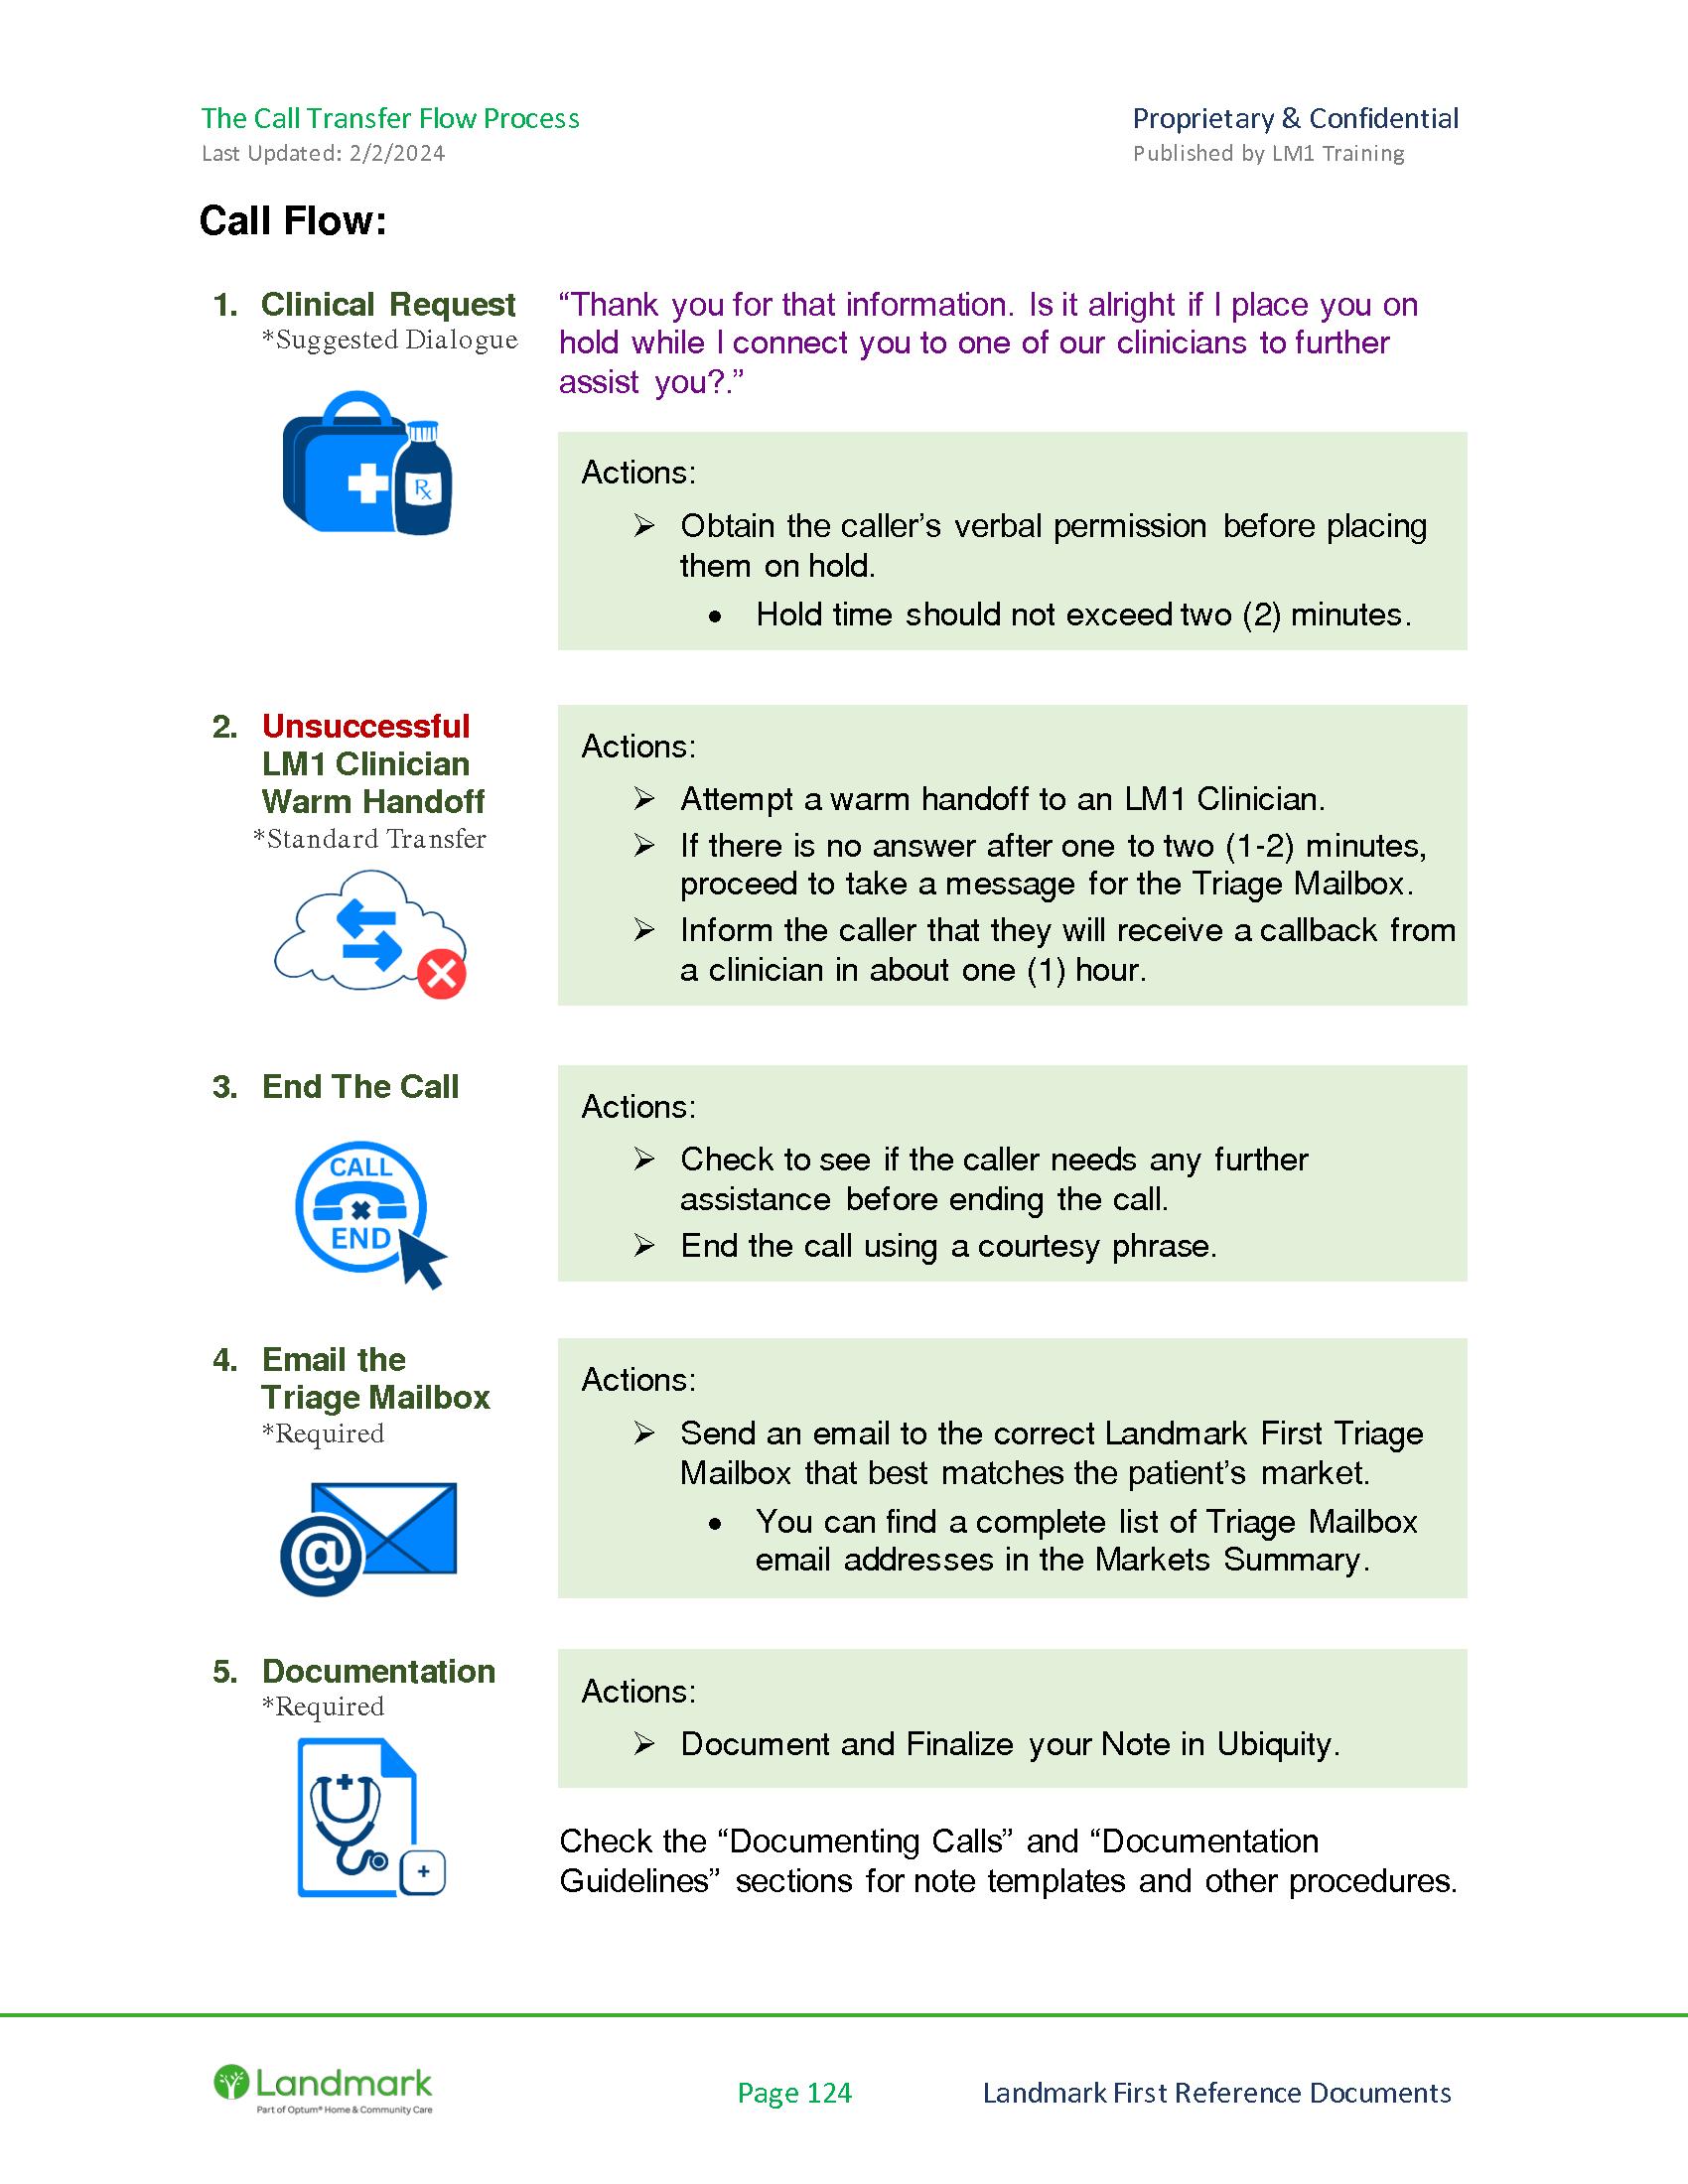 The Call Transfer Flow Process
Proprietary & Confidential
Last Updated: 2/2/2024
Published by LM1 Training
Call Flow:
1. Clinical Request
*Suggested Dialogue
“Thank you for that information. Is it alright if I place you on
hold while I connect you to one of our clinicians to further
assist you?.”
Rx
Actions:
➢ Obtain the caller’s verbal permission before placing
them on hold.
• Hold time should not exceed two (2) minutes.
2. Unsuccessful
LM1 Clinician
Warm Handoff
*Standard Transfer
Actions:
➢ Attempt a warm handoff to an LM1 Clinician.
➢ If there is no answer after one to two (1-2) minutes,
proceed to take a message for the Triage Mailbox.
➢ Inform the caller that they will receive a callback from
a clinician in about one (1) hour.
3. End The Call
CALL
END
Actions:
➢ Check to see if the caller needs any further
assistance before ending the call.
➢ End the call using a courtesy phrase.
4. Email the
Triage Mailbox
*Required
@
Actions:
➢ Send an email to the correct Landmark First Triage
Mailbox that best matches the patient’s market.
• You can find a complete list of Triage Mailbox
email addresses in the Markets Summary.
5. Documentation
*Required
Actions:
➢ Document and Finalize your Note in Ubiquity.
Check the “Documenting Calls” and “Documentation
Guidelines” sections for note templates and other procedures.
Landmark
Part of Optum® Home & Community Care
Page 124
Landmark First Reference Documents